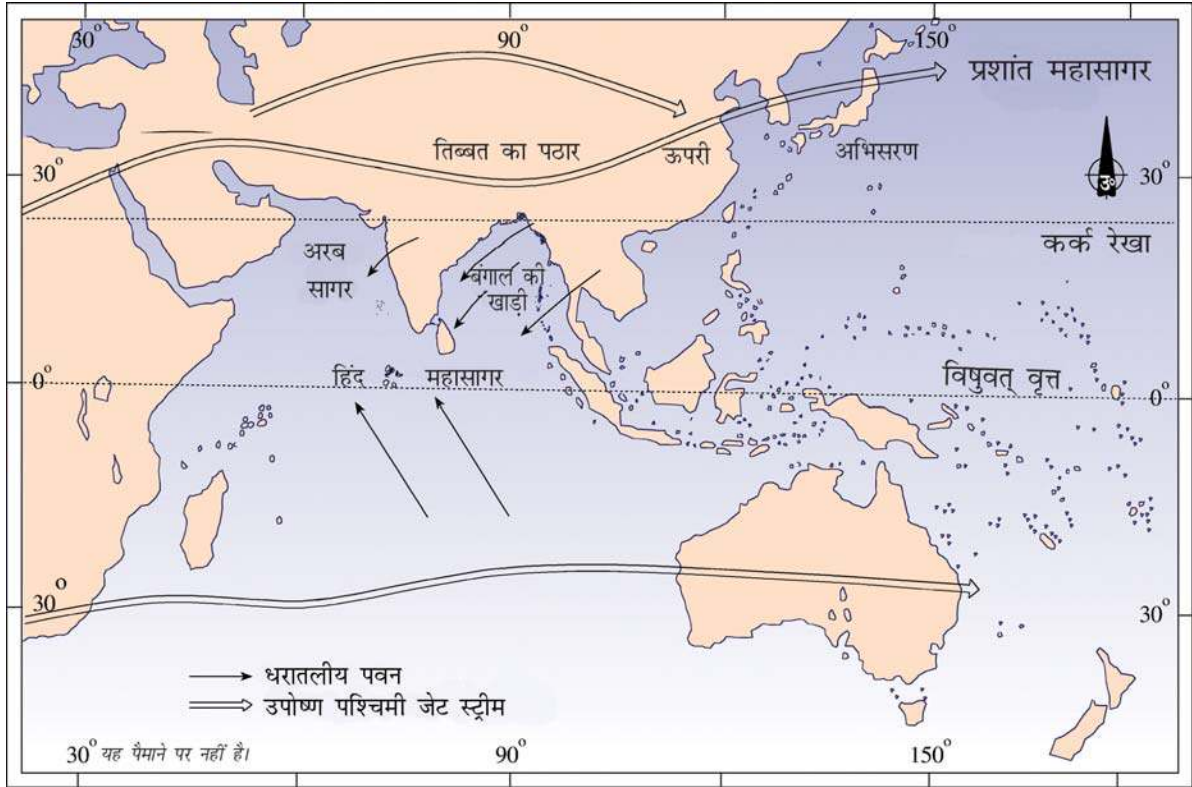 30°
90°
150°
प्रशांत महासागर
तिब्बत का पठार
ऊपरी
अभिसरण
30°
उ॰
30°
कर्क रेखा
अरब
सागर
बंगाल की
खाड़ी
0°
हिंद
महासागर
विषुवत् वृत्त
0°
30°
30°
धरातलीय पवन
उपोष्ण पश्चिमी जेट स्ट्रीम
30°
यह पैमाने पर नहीं है।
90°
150°